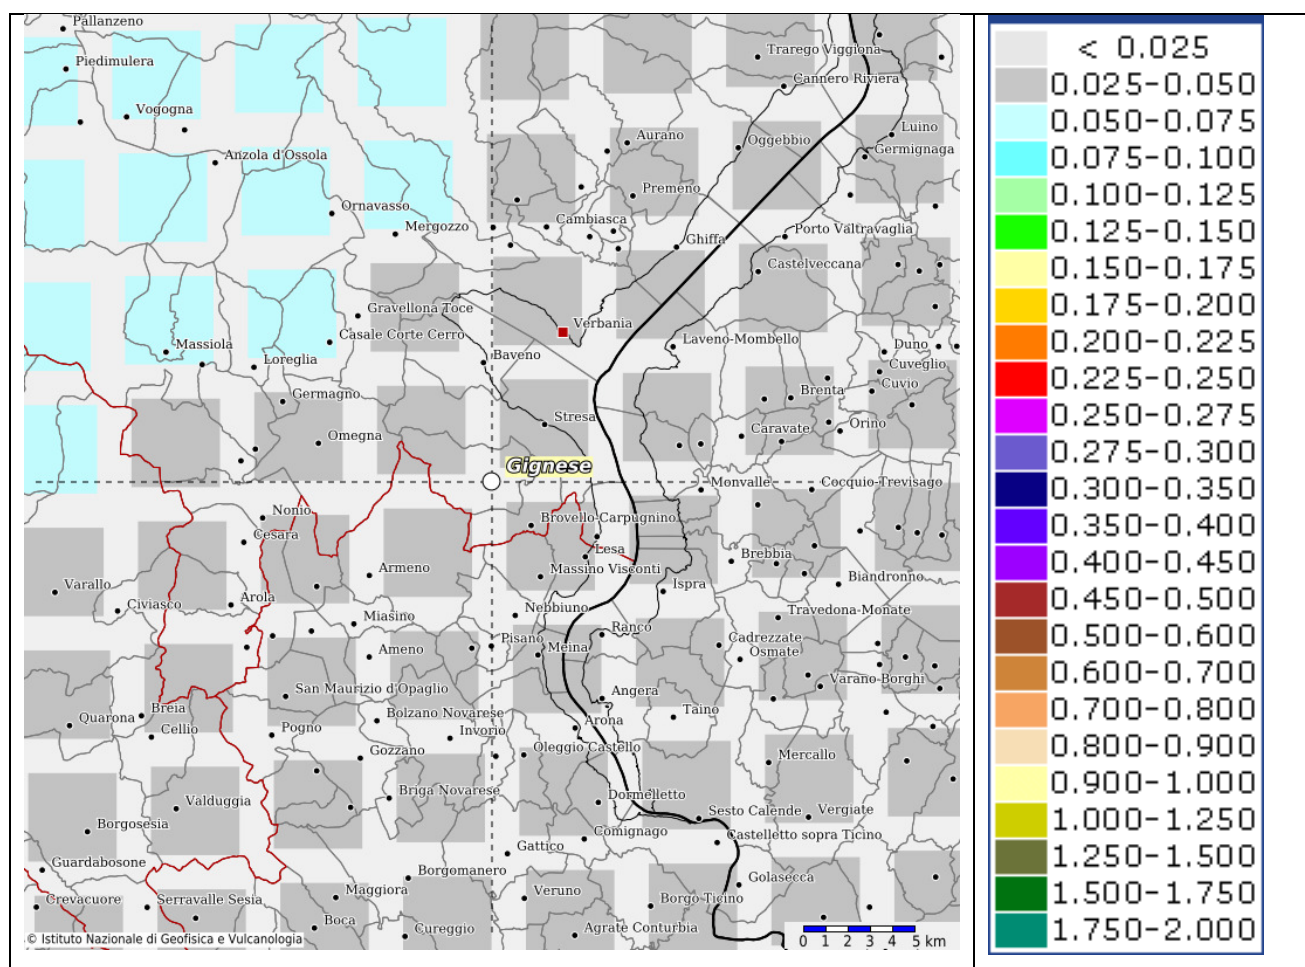 Pallanzeno
Trarego Viggiona
Piedimulera
Cannero Riviera
Vogogna
Luino
Aurano
Oggebbio
Germignaga
Anzola d'Ossola
Premeno
Ornavasso
Cambiasca
Mergozzo
Porto Valtravaglia
Ghiffa
Castelveccana
Gravellona Toce
Verbania
Casale Corte Cerro
Laveno-Mombello
Massiola
Duno
Baveno
Loreglia
Cuveglio
Cuvio
Germagno
Brenta
Stresa
Orino
Omegna
Caravate
Gignese
Monvalle
Cocquio-Trevisago
Nonio
Brovello-Carpugnino
Cesara
Lesa
Brebbia
Armeno
Massino Visconti
Varallo
Ispra
Biandronno
Arola
Civiasco
Nebbiuno
Travedona-Monate
Miasino
Ranco
Pisano
Cadrezzate
Meina
Ameno
Osmate
San Maurizio d'Opaglio
Angera
Varano-Borghi
Breia
Taino
Quarona
Bolzano Novarese
Arona
Cellio
Pogno
Invorio
Gozzano
Oleggio Castello
Mercallo
Briga Novarese
Dormelletto
Valduggia
Sesto Calende
Vergiate
Borgosesia
Comignago
Castelletto sopra Ticino
Gattico
Guardabosone
Borgomanero
Golasecca
Maggiora
Veruno
Crevacuore
Serravalle Sesia
Borgo Ticino
Boca
Cureggio
Agrate Conturbia
© Istituto Nazionale di Geofisica e Vulcanologia
0 1 2 3 4 5 km
< 0.025
0.025-0.050
0.050-0.075
0.075-0.100
0.100-0.125
0.125-0.150
0.150-0.175
0.175-0.200
0.200-0.225
0.225-0.250
0.250-0.275
0.275-0.300
0.300-0.350
0.350-0.400
0.400-0.450
0.450-0.500
0.500-0.600
0.600-0.700
0.700-0.800
0.800-0.900
0.900-1.000
1.000-1.250
1.250-1.500
1.500-1.750
1.750-2.000